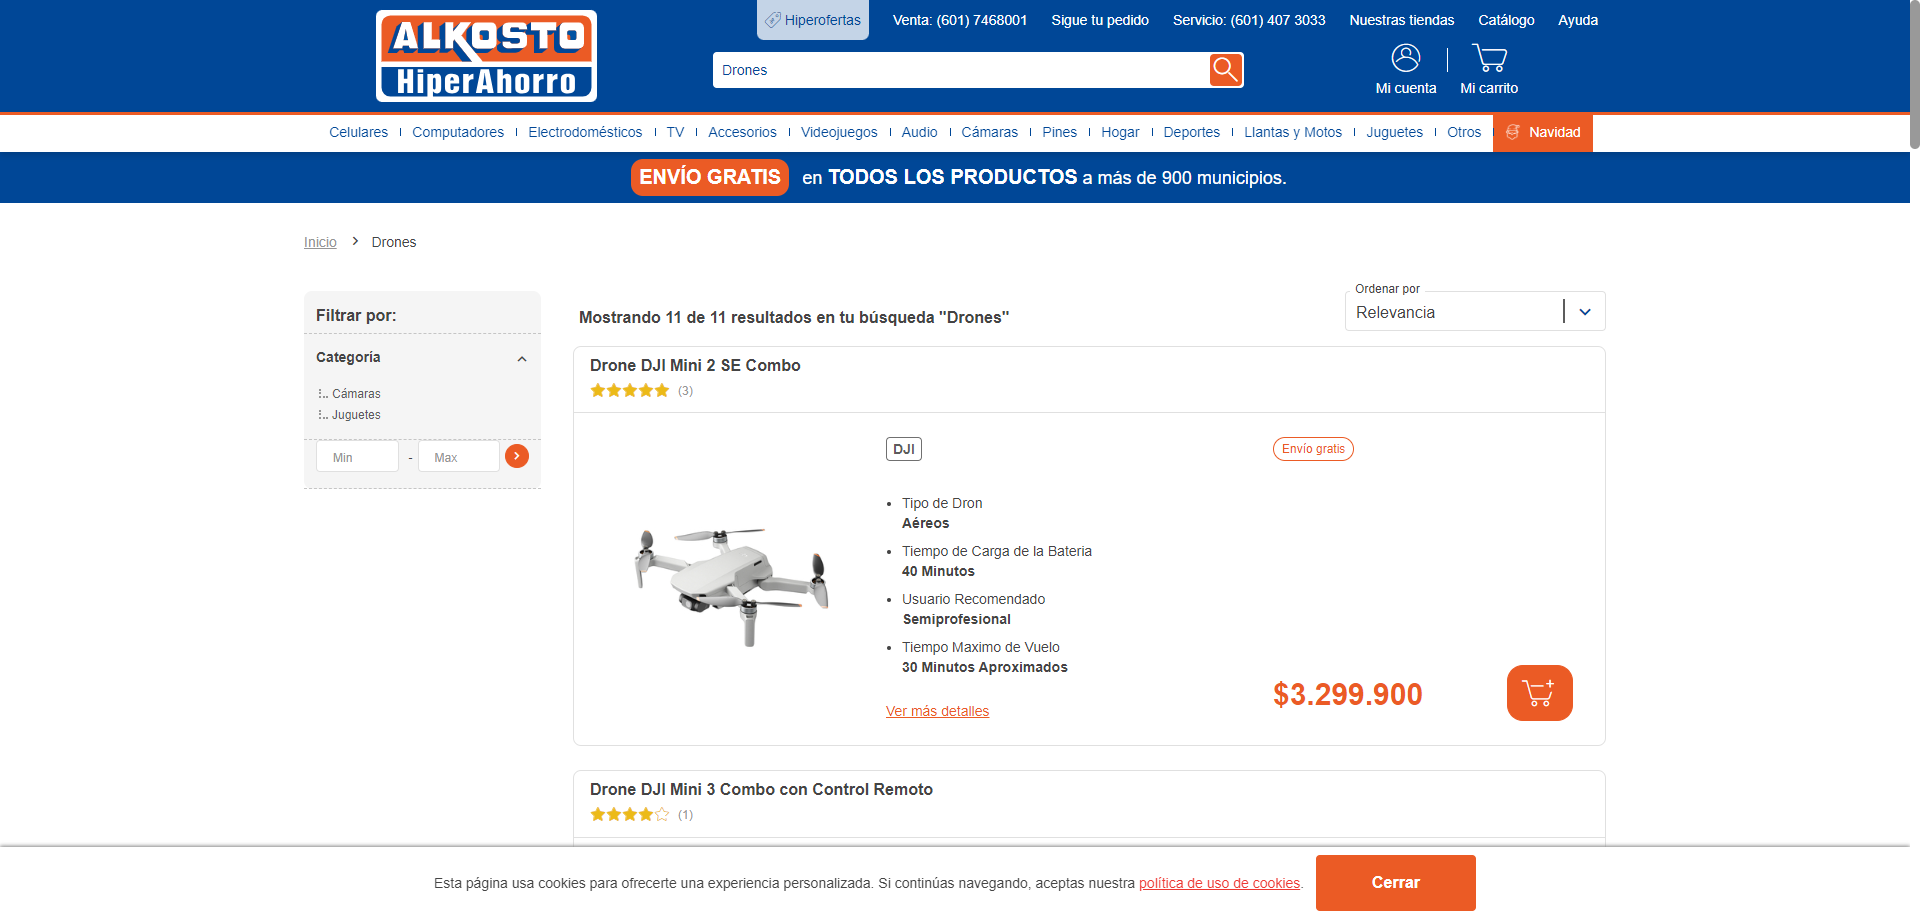 ALKOSTO
HiperAhorro
Hiperofertas
Venta: (601) 7468001
Sigue tu pedido
Servicio: (601) 407 3033
Nuestras tiendas
Catálogo
Ayuda
Drones
Mi cuenta
Mi carrito
Celulares
Computadores
Electrodomésticos
TV
Accesorios
Videojuegos
Audio
Cámaras
Pines
Hogar
Deportes
Llantas y Motos
Juguetes
Otros
Navidad
ENVÍO GRATIS en TODOS LOS PRODUCTOS a más de 900 municipios.
Inicio > Drones
Filtrar por:
Categoría
Cámaras
Juguetes
Min - Max
Mostrando 11 de 11 resultados en tu búsqueda "Drones"
Ordenar por
Relevancia
Drone DJI Mini 2 SE Combo
(3)
DJI
Envío gratis
• Tipo de Dron
Aéreos
• Tiempo de Carga de la Bateria
40 Minutos
• Usuario Recomendado
Semiprofesional
• Tiempo Maximo de Vuelo
30 Minutos Aproximados
Ver más detalles
$3.299.900
Drone DJI Mini 3 Combo con Control Remoto
(1)
Esta página usa cookies para ofrecerte una experiencia personalizada. Si continúas navegando, aceptas nuestra política de uso de cookies.
Cerrar